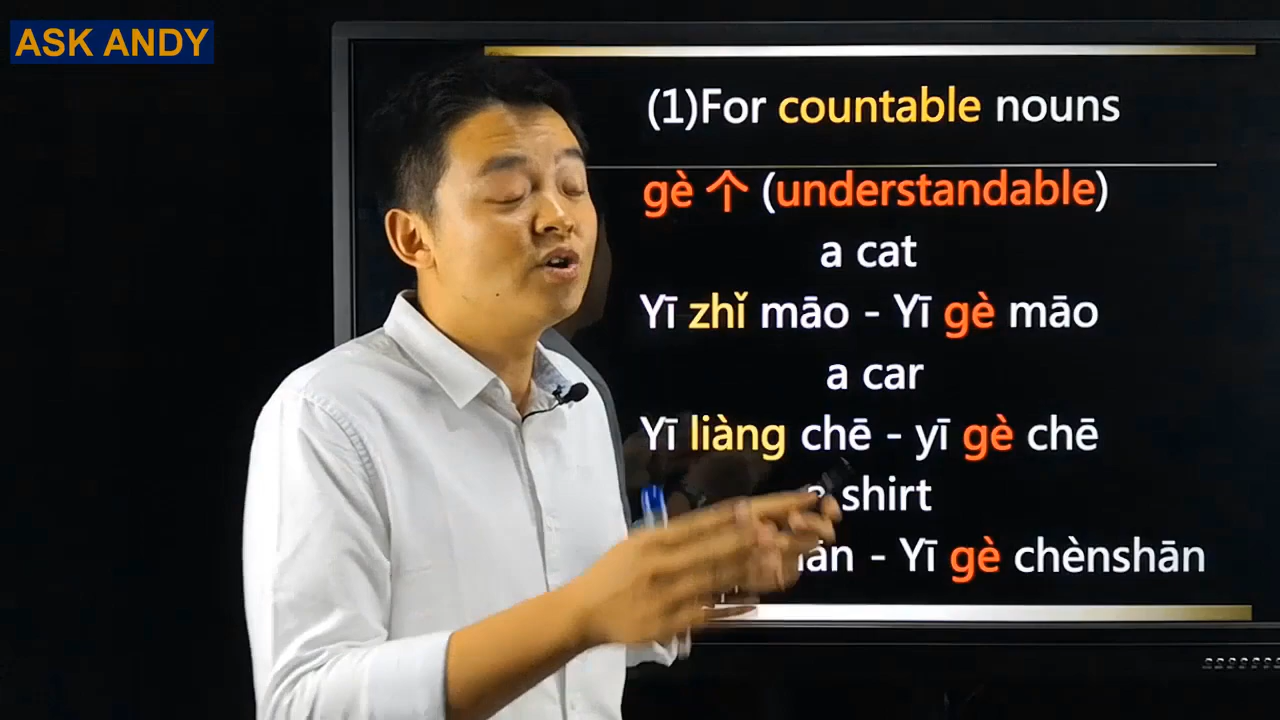 ASK ANDY
(1)For countable nouns
gè 个 (understandable)
a cat
Yī zhǐ māo - Yī gè māo
a car
Yī liàng chē - yī gè chē
a shirt
- Yī gè chènshān